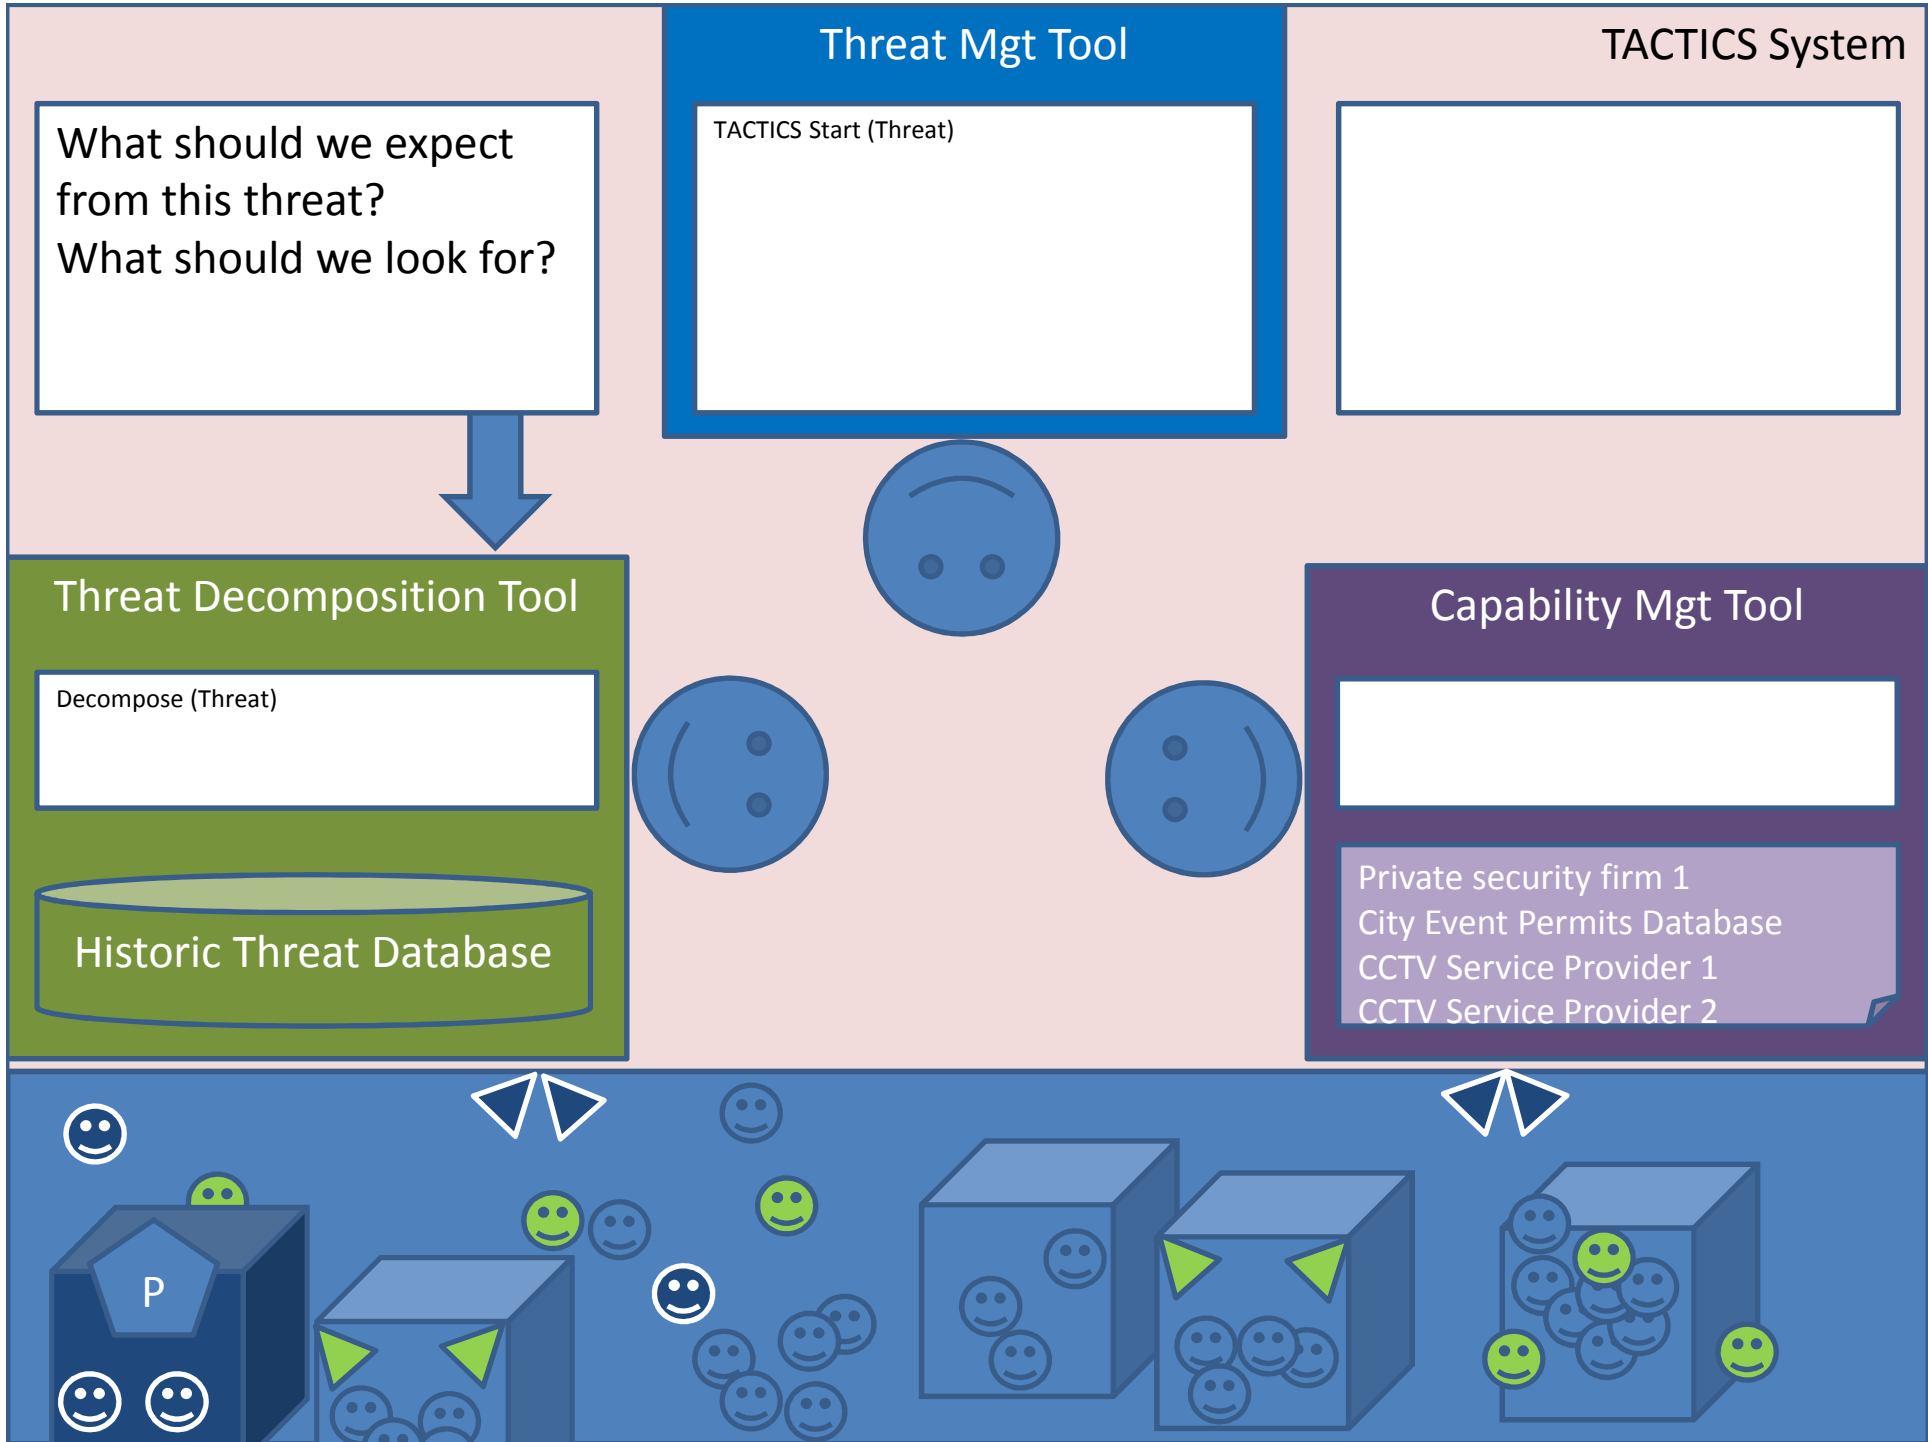 Threat Mgt Tool
TACTICS System
What should we expect
from this threat?
What should we look for?
TACTICS Start (Threat)
Threat Decomposition Tool
Decompose (Threat)
Historic Threat Database
Capability Mgt Tool
Private security firm 1
City Event Permits Database
CCTV Service Provider 1
CCTV Service Provider 2
P